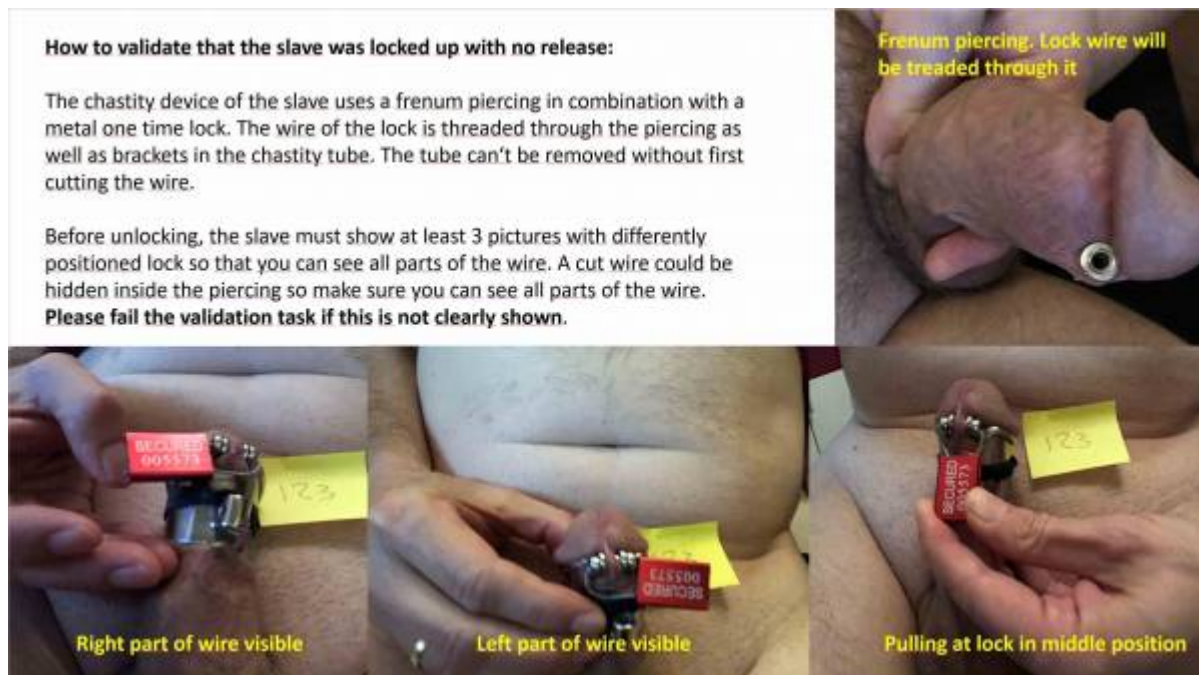 How to validate that the slave was locked up with no release:
The chastity device of the slave uses a frenum piercing in combination with a
metal one time lock. The wire of the lock is threaded through the piercing as
well as brackets in the chastity tube. The tube can't be removed without first
cutting the wire.
Before unlocking, the slave must show at least 3 pictures with differently
positioned lock so that you can see all parts of the wire. A cut wire could be
hidden inside the piercing so make sure you can see all parts of the wire.
Please fail the validation task if this is not clearly shown.
Frenum piercing. Lock wire will
be treaded through it
SECURED
005573
123
Right part of wire visible
123
SECURED
005573
Left part of wire visible
SECURED
005573
123
Pulling at lock in middle position